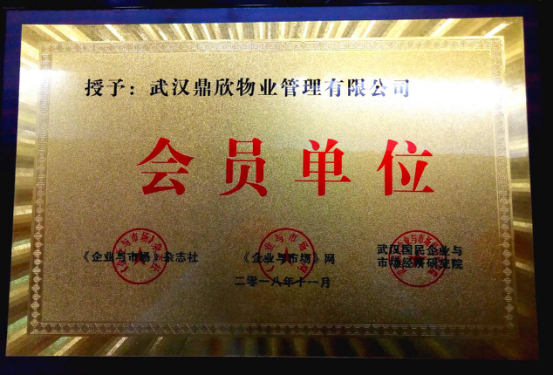 授予：武汉鼎欣物业管理有限公司
会员单位
《企业与市场》杂志社
《企业与市场》网
武汉国民企业与
市场经济研究院
二零一八年十一月